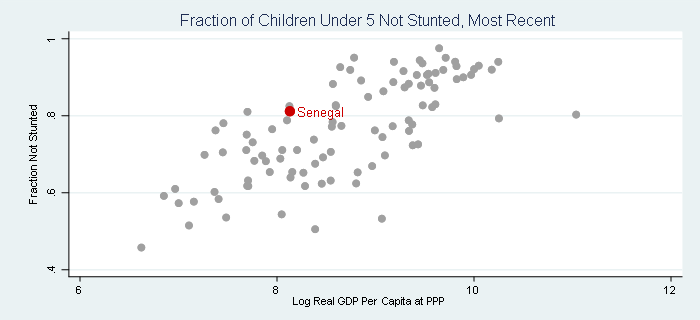 Fraction of Children Under 5 Not Stunted, Most Recent
Fraction Not Stunted
1
.8
.6
.4
Senegal
6
8
10
12
Log Real GDP Per Capita at PPP